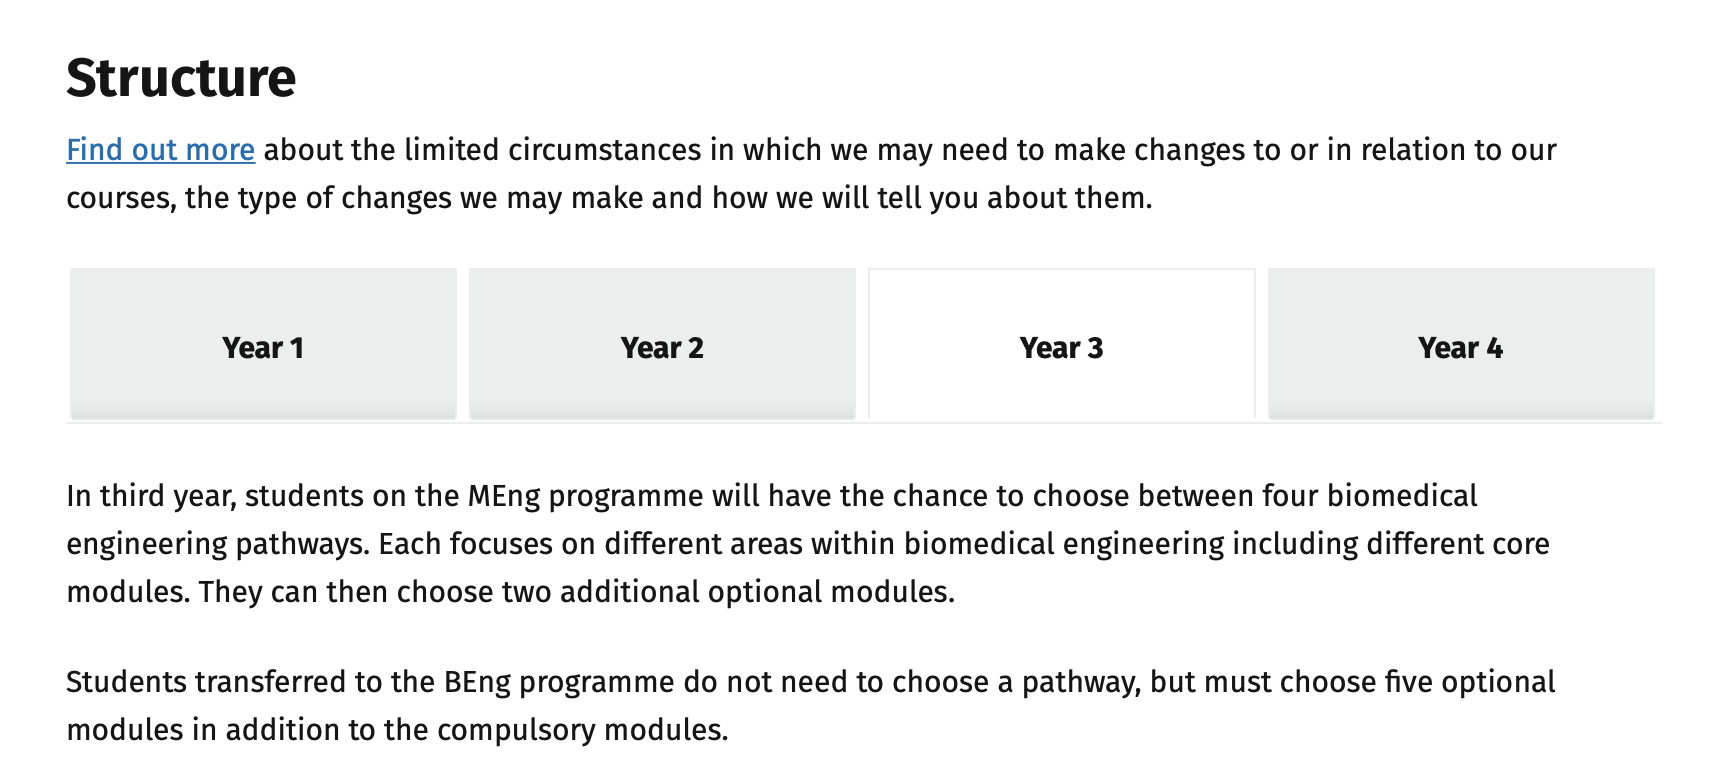 Structure
Find out more about the limited circumstances in which we may need to make changes to or in relation to our
courses, the type of changes we may make and how we will tell you about them.
Year 1
Year 2
Year 3
Year 4
In third year, students on the MEng programme will have the chance to choose between four biomedical
engineering pathways. Each focuses on different areas within biomedical engineering including different core
modules. They can then choose two additional optional modules.
Students transferred to the BEng programme do not need to choose a pathway, but must choose five optional
modules in addition to the compulsory modules.